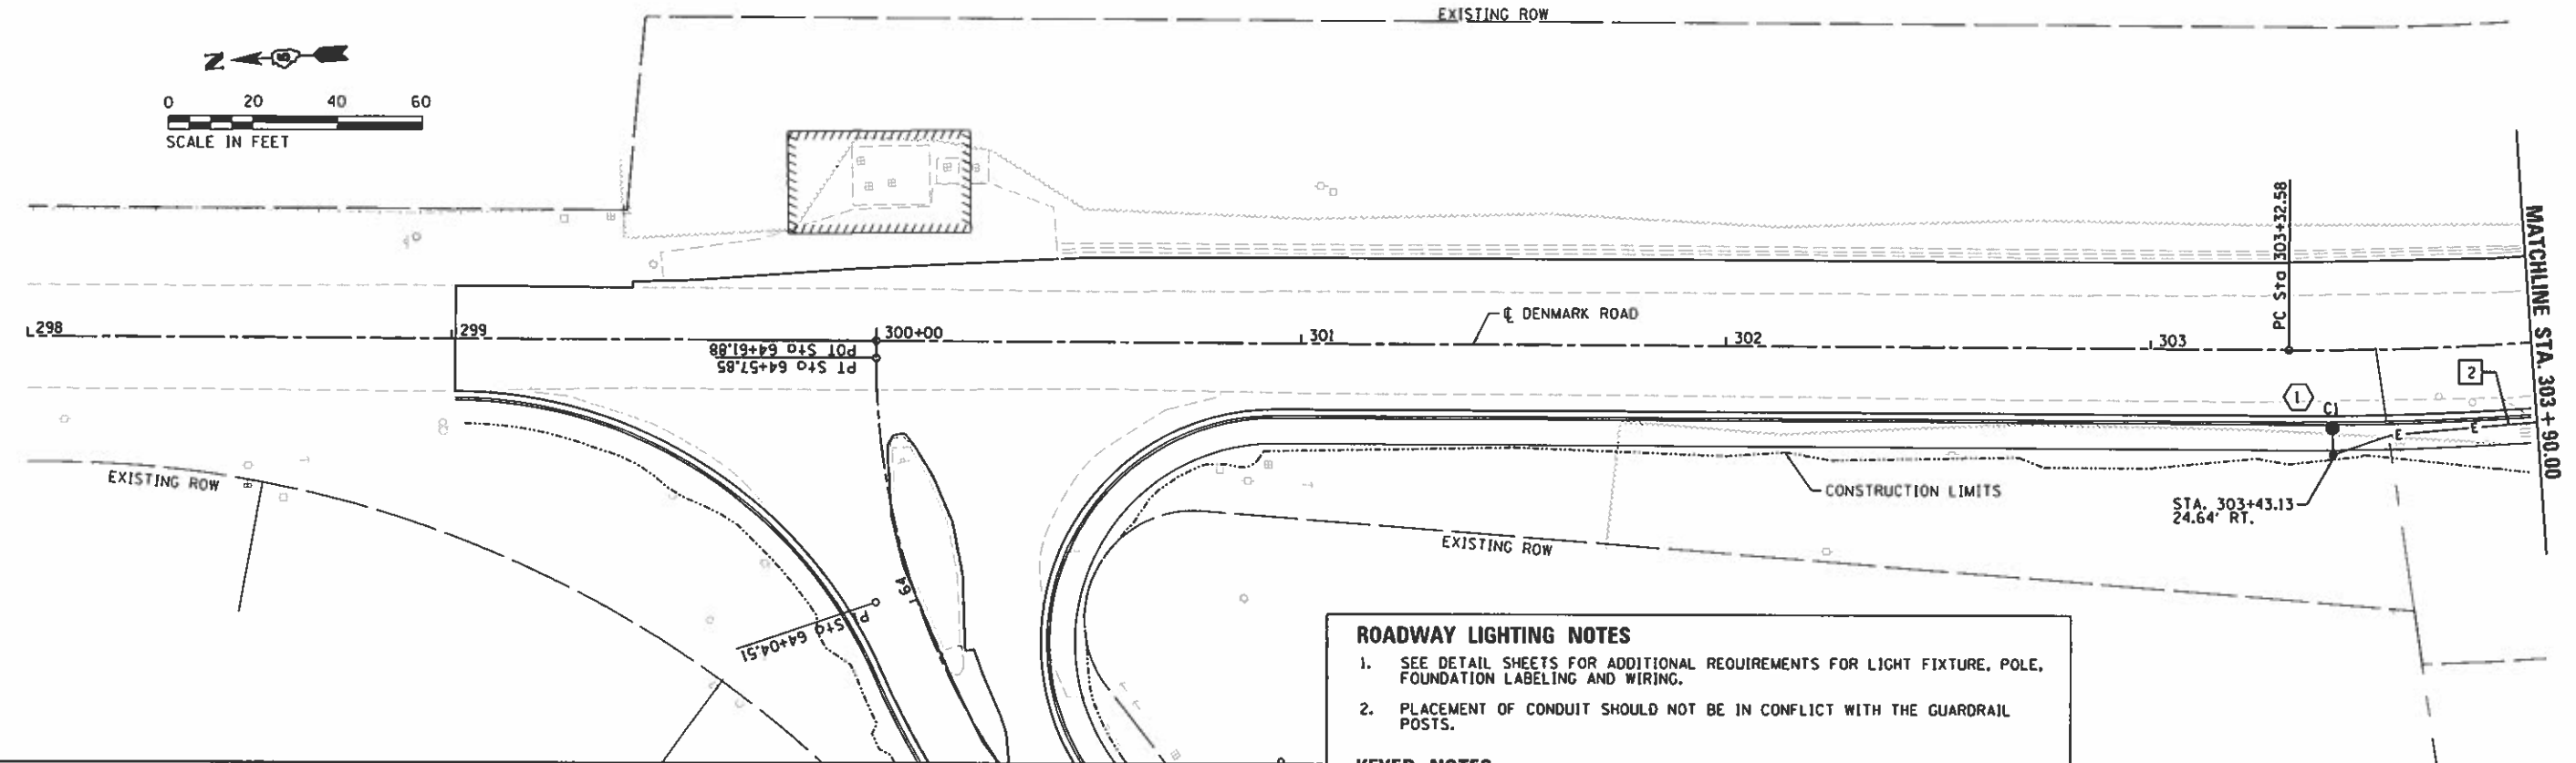 EXISTING ROW
N
0 20 40 60
SCALE IN FEET
PC Sta 303+32.58
MATCHLINE STA. 303 + 90.00
298
299
300+00
301
302
303
℄ DENMARK ROAD
POT Sta 64+61.88
PT Sta 64+57.85
2
1
C1
E
E
EXISTING ROW
CONSTRUCTION LIMITS
STA. 303+43.13
24.64' RT.
EXISTING ROW
64
PI Sta 64+04.51
ROADWAY LIGHTING NOTES
1. SEE DETAIL SHEETS FOR ADDITIONAL REQUIREMENTS FOR LIGHT FIXTURE, POLE,
FOUNDATION LABELING AND WIRING.
2. PLACEMENT OF CONDUIT SHOULD NOT BE IN CONFLICT WITH THE GUARDRAIL
POSTS.
KEYED NOTES